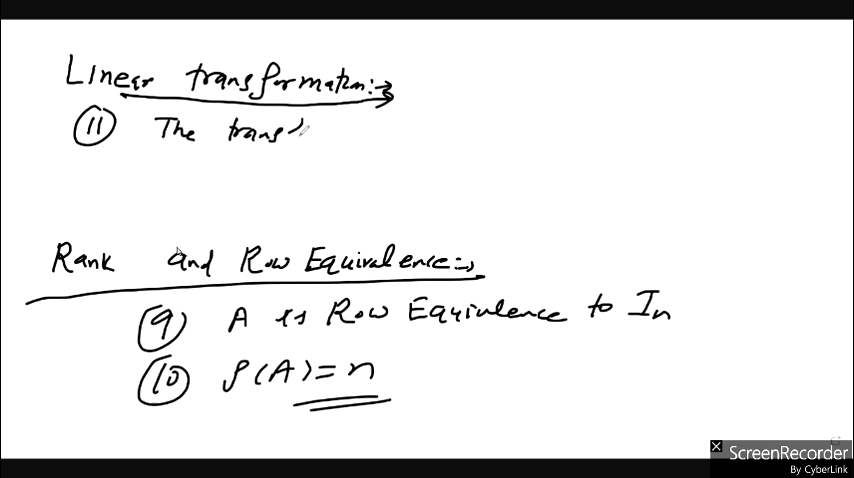 Linear transformation:→
⑪ The trans
Rank and Row Equivalence:→
⑨ A is Row Equivalence to In
⑩ ρ(A)=n
ScreenRecorder
By CyberLink